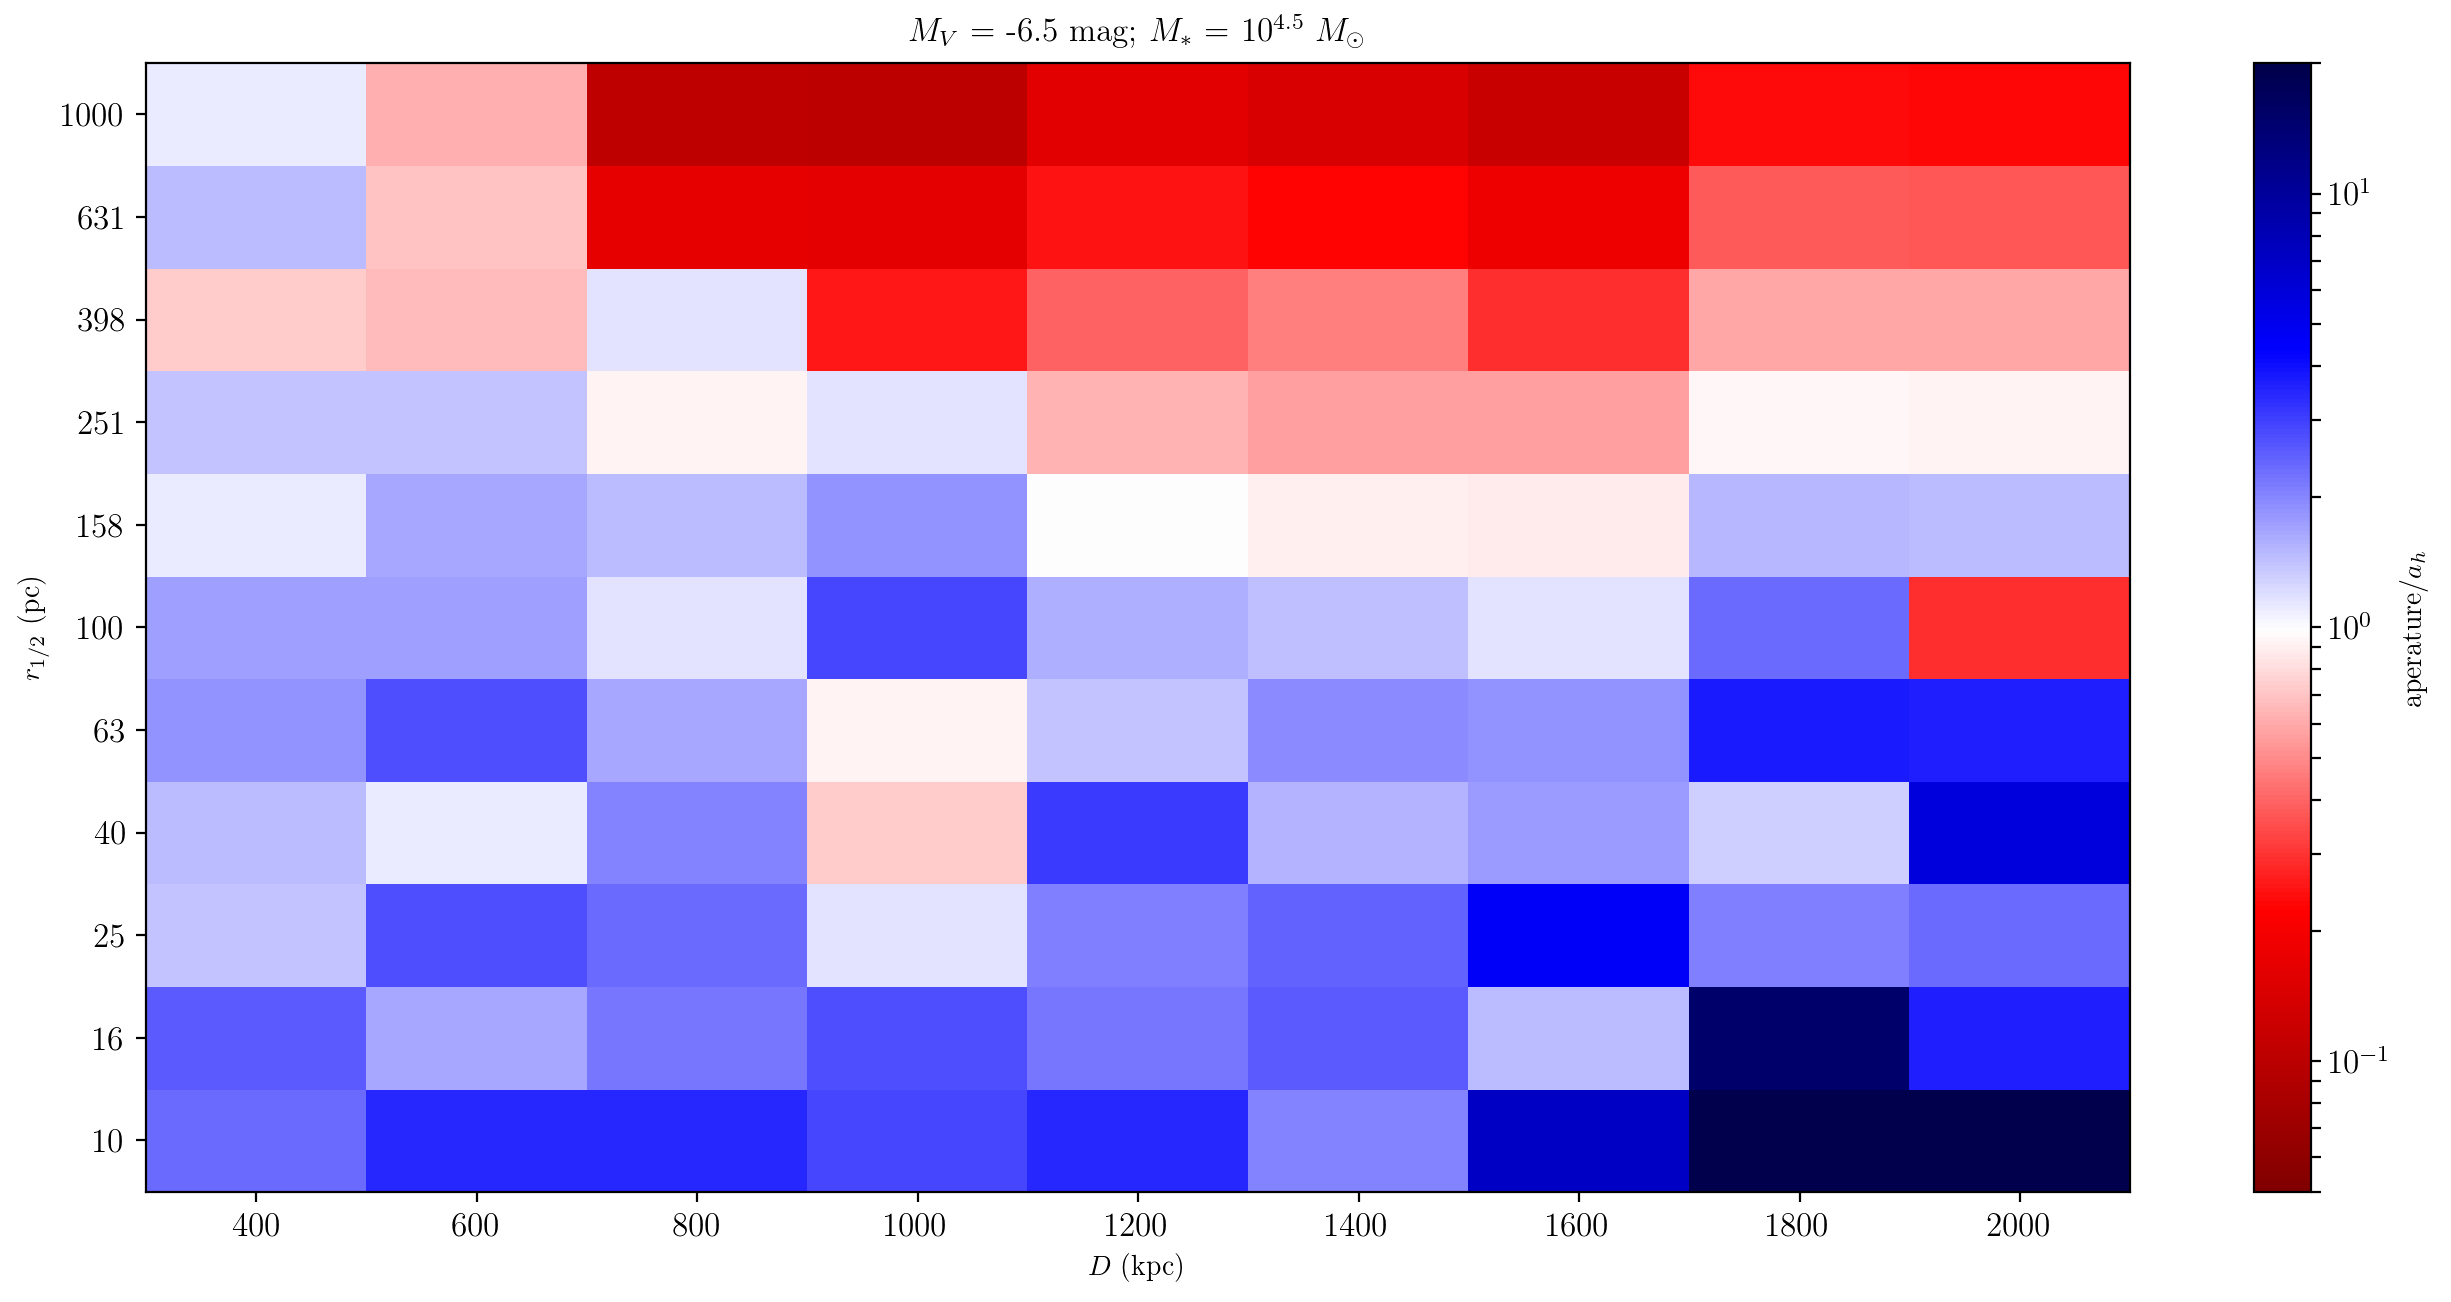 M_V = -6.5 mag; M_* = 10^{4.5} M_⊙
r_{1/2} (pc)
1000
631
398
251
158
100
63
40
25
16
10
400 600 800 1000 1200 1400 1600 1800 2000
D (kpc)
10^1
10^0
10^{-1}
aperature/a_h